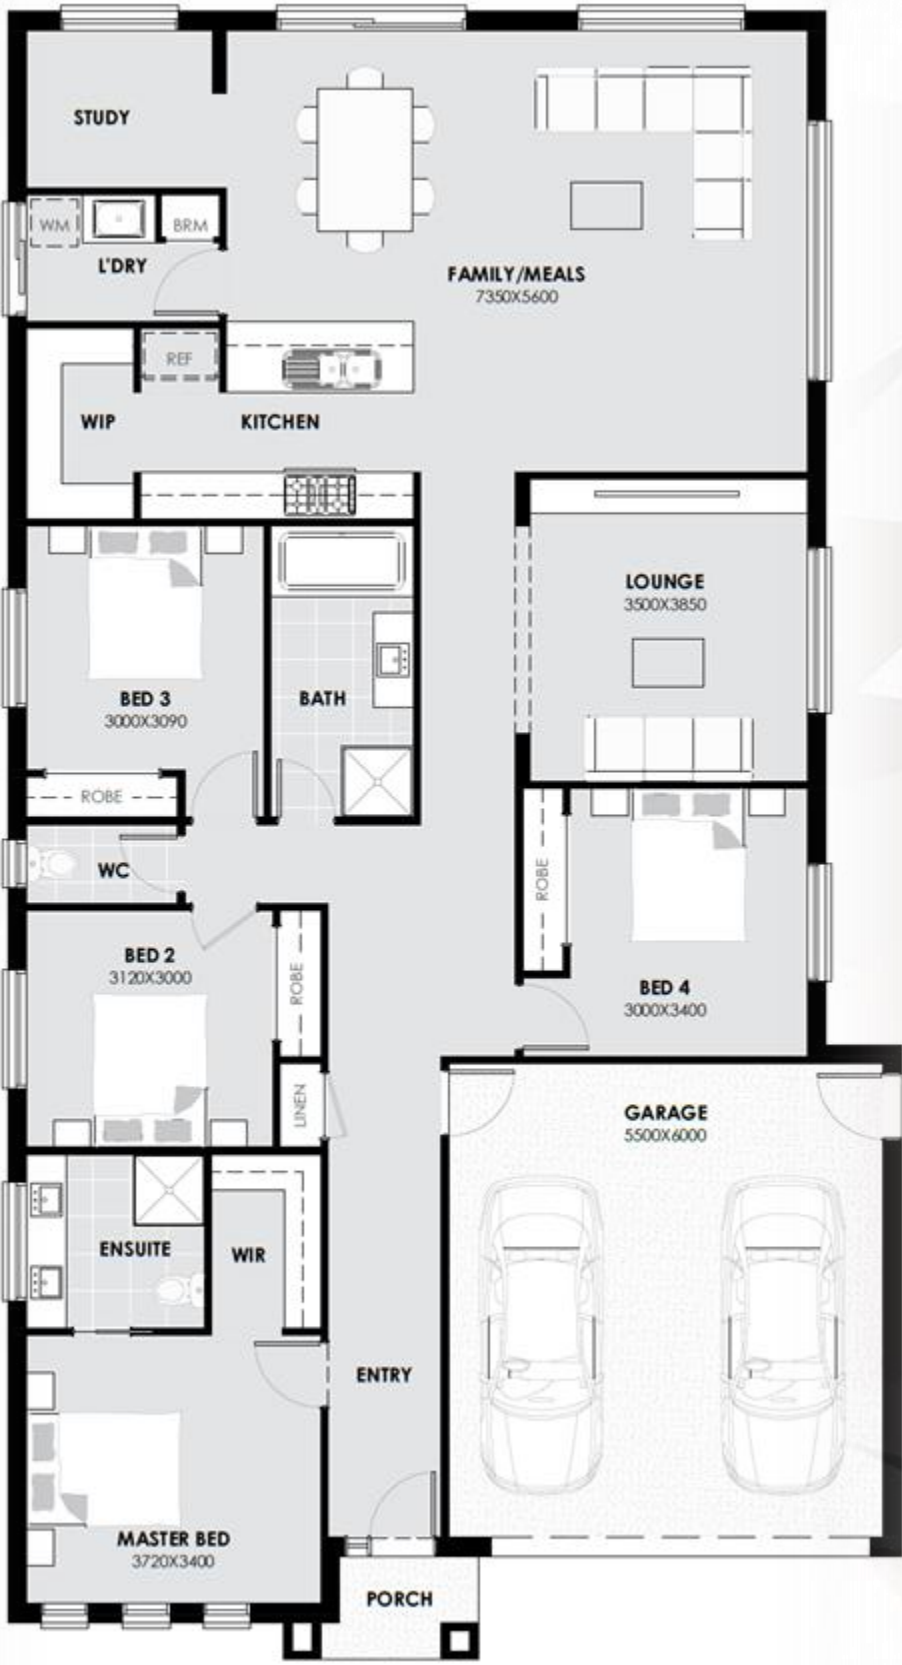 STUDY
WM
BRM
L'DRY
FAMILY/MEALS
7350X5600
REF
WIP
KITCHEN
LOUNGE
3500X3850
BED 3
3000X3090
BATH
ROBE
WC
ROBE
BED 2
3120X3000
ROBE
BED 4
3000X3400
LINEN
GARAGE
5500X6000
ENSUITE
WIR
ENTRY
MASTER BED
3720X3400
PORCH